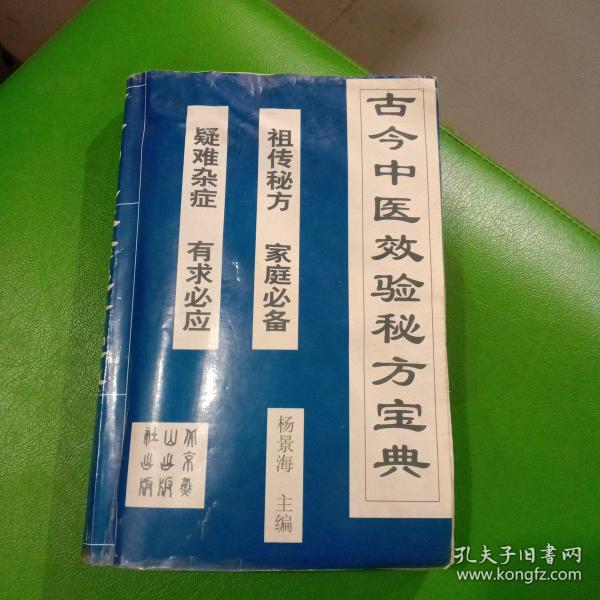 古今中医效验秘方宝典
祖传秘方 家庭必备
疑难杂症 有求必应
杨景海 主编
北京燕
山出版
社出版
孔夫子旧书网
www.kongfz.com